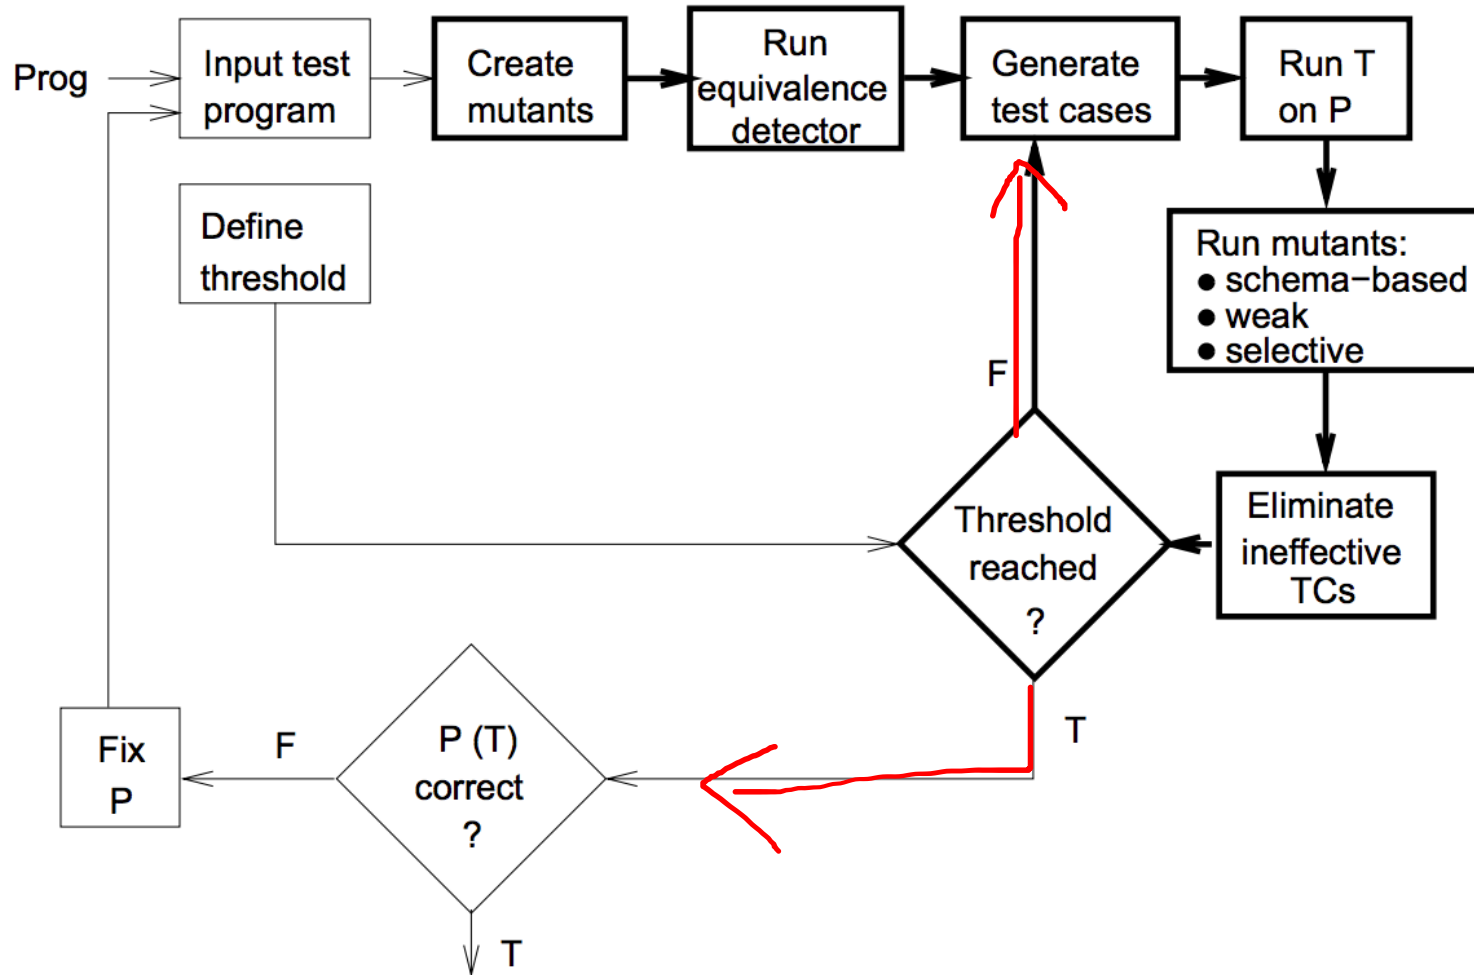 Prog
Input test
program
Create
mutants
Run
equivalence
detector
Generate
test cases
Run T
on P
Define
threshold
Run mutants:
● schema−based
● weak
● selective
F
Threshold
reached
?
Eliminate
ineffective
TCs
T
P (T)
correct
?
F
Fix
P
T